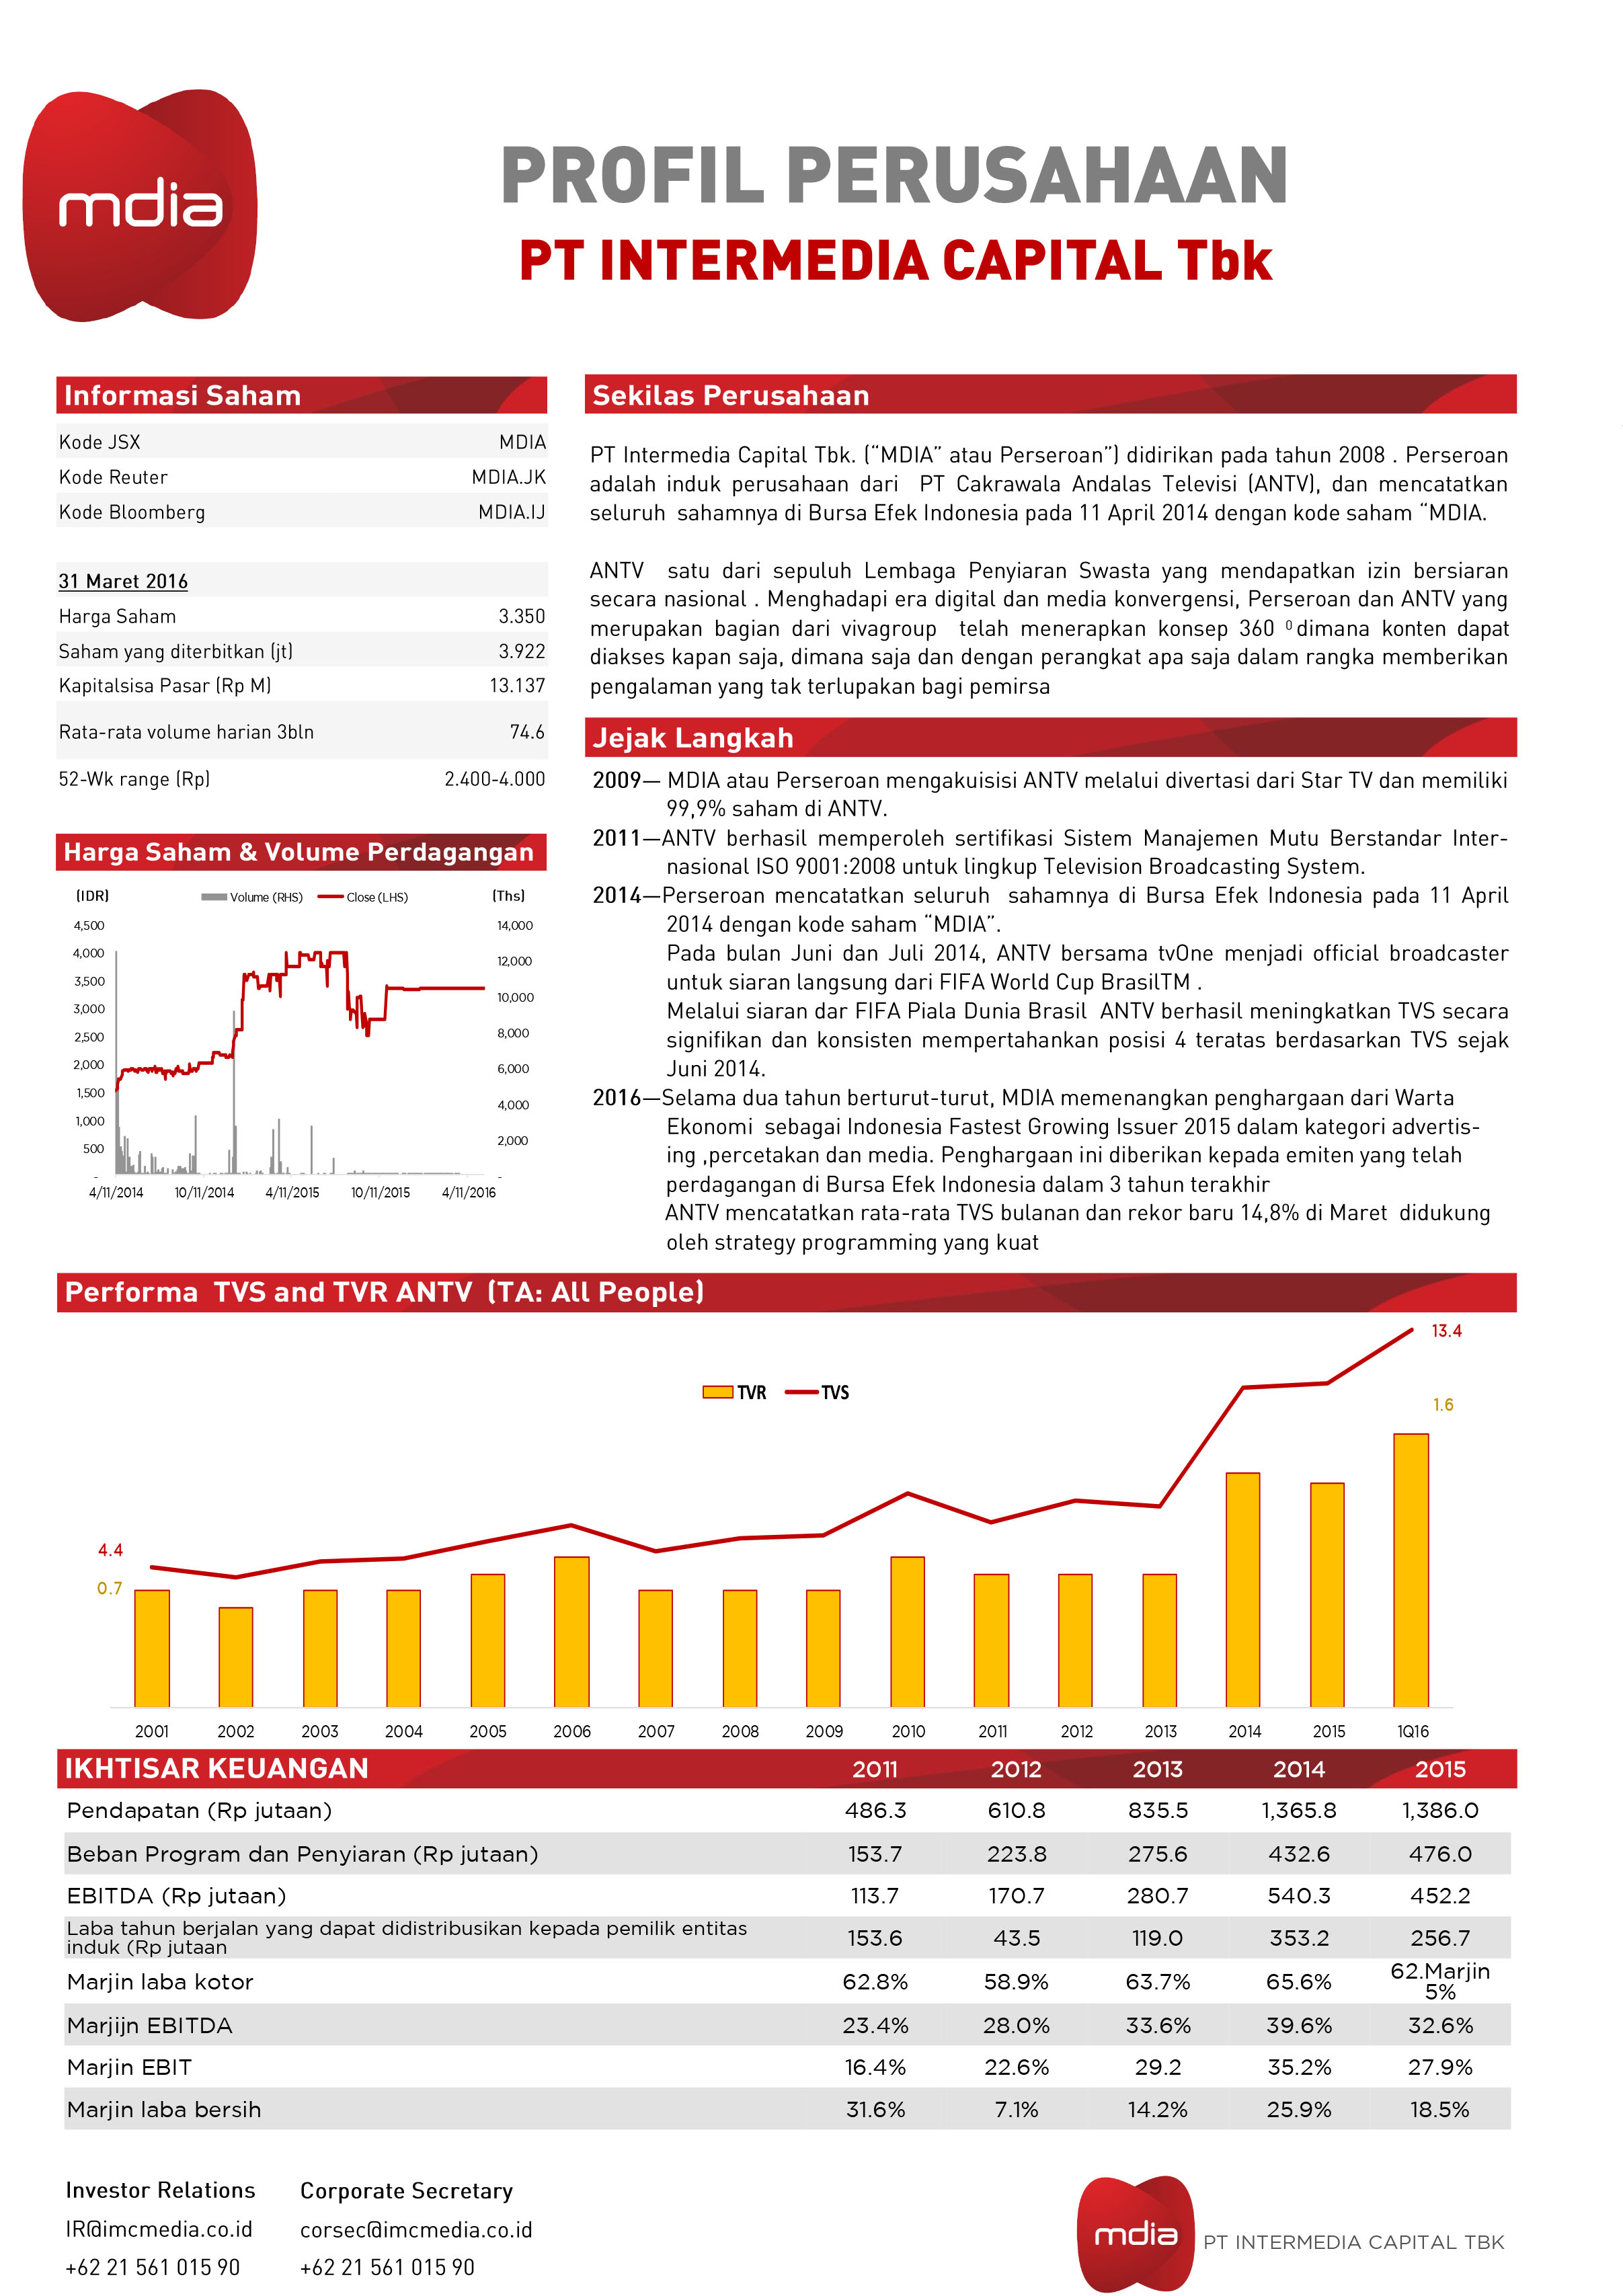 mdia
PROFIL PERUSAHAAN
PT INTERMEDIA CAPITAL Tbk
Informasi Saham
Kode JSX MDIA
Kode Reuter MDIA.JK
Kode Bloomberg MDIA.IJ
31 Maret 2016
Harga Saham 3.350
Saham yang diterbitkan (jt) 3.922
Kapitalsisa Pasar (Rp M) 13.137
Rata-rata volume harian 3bln 74.6
52-Wk range (Rp) 2.400-4.000
Harga Saham & Volume Perdagangan
(IDR) Volume (RHS) Close (LHS) (Ths)
4,500 14,000
4,000 12,000
3,500 10,000
3,000
2,500 8,000
2,000 6,000
1,500 4,000
1,000
500 2,000
- -
4/11/2014 10/11/2014 4/11/2015 10/11/2015 4/11/2016
Sekilas Perusahaan
PT Intermedia Capital Tbk. (“MDIA” atau Perseroan”) didirikan pada tahun 2008 . Perseroan
adalah induk perusahaan dari PT Cakrawala Andalas Televisi (ANTV), dan mencatatkan
seluruh sahamnya di Bursa Efek Indonesia pada 11 April 2014 dengan kode saham “MDIA.
ANTV satu dari sepuluh Lembaga Penyiaran Swasta yang mendapatkan izin bersiaran
secara nasional . Menghadapi era digital dan media konvergensi, Perseroan dan ANTV yang
merupakan bagian dari vivagroup telah menerapkan konsep 360 ⁰ dimana konten dapat
diakses kapan saja, dimana saja dan dengan perangkat apa saja dalam rangka memberikan
pengalaman yang tak terlupakan bagi pemirsa
Jejak Langkah
2009— MDIA atau Perseroan mengakuisisi ANTV melalui divertasi dari Star TV dan memiliki
99,9% saham di ANTV.
2011—ANTV berhasil memperoleh sertifikasi Sistem Manajemen Mutu Berstandar Inter-
nasional ISO 9001:2008 untuk lingkup Television Broadcasting System.
2014—Perseroan mencatatkan seluruh sahamnya di Bursa Efek Indonesia pada 11 April
2014 dengan kode saham “MDIA”.
Pada bulan Juni dan Juli 2014, ANTV bersama tvOne menjadi official broadcaster
untuk siaran langsung dari FIFA World Cup BrasilTM .
Melalui siaran dar FIFA Piala Dunia Brasil ANTV berhasil meningkatkan TVS secara
signifikan dan konsisten mempertahankan posisi 4 teratas berdasarkan TVS sejak
Juni 2014.
2016—Selama dua tahun berturut-turut, MDIA memenangkan penghargaan dari Warta
Ekonomi sebagai Indonesia Fastest Growing Issuer 2015 dalam kategori advertis-
ing ,percetakan dan media. Penghargaan ini diberikan kepada emiten yang telah
perdagangan di Bursa Efek Indonesia dalam 3 tahun terakhir
ANTV mencatatkan rata-rata TVS bulanan dan rekor baru 14,8% di Maret didukung
oleh strategy programming yang kuat
Performa TVS and TVR ANTV (TA: All People)
13.4
TVR TVS
1.6
4.4
0.7
2001 2002 2003 2004 2005 2006 2007 2008 2009 2010 2011 2012 2013 2014 2015 1Q16
IKHTISAR KEUANGAN 2011 2012 2013 2014 2015
Pendapatan (Rp jutaan) 486.3 610.8 835.5 1,365.8 1,386.0
Beban Program dan Penyiaran (Rp jutaan) 153.7 223.8 275.6 432.6 476.0
EBITDA (Rp jutaan) 113.7 170.7 280.7 540.3 452.2
Laba tahun berjalan yang dapat didistribusikan kepada pemilik entitas
induk (Rp jutaan 153.6 43.5 119.0 353.2 256.7
Marjin laba kotor 62.8% 58.9% 63.7% 65.6% 62.Marjin
5%
Marjijn EBITDA 23.4% 28.0% 33.6% 39.6% 32.6%
Marjin EBIT 16.4% 22.6% 29.2 35.2% 27.9%
Marjin laba bersih 31.6% 7.1% 14.2% 25.9% 18.5%
Investor Relations Corporate Secretary
IR@imcmedia.co.id corsec@imcmedia.co.id
+62 21 561 015 90 +62 21 561 015 90
mdia PT INTERMEDIA CAPITAL TBK